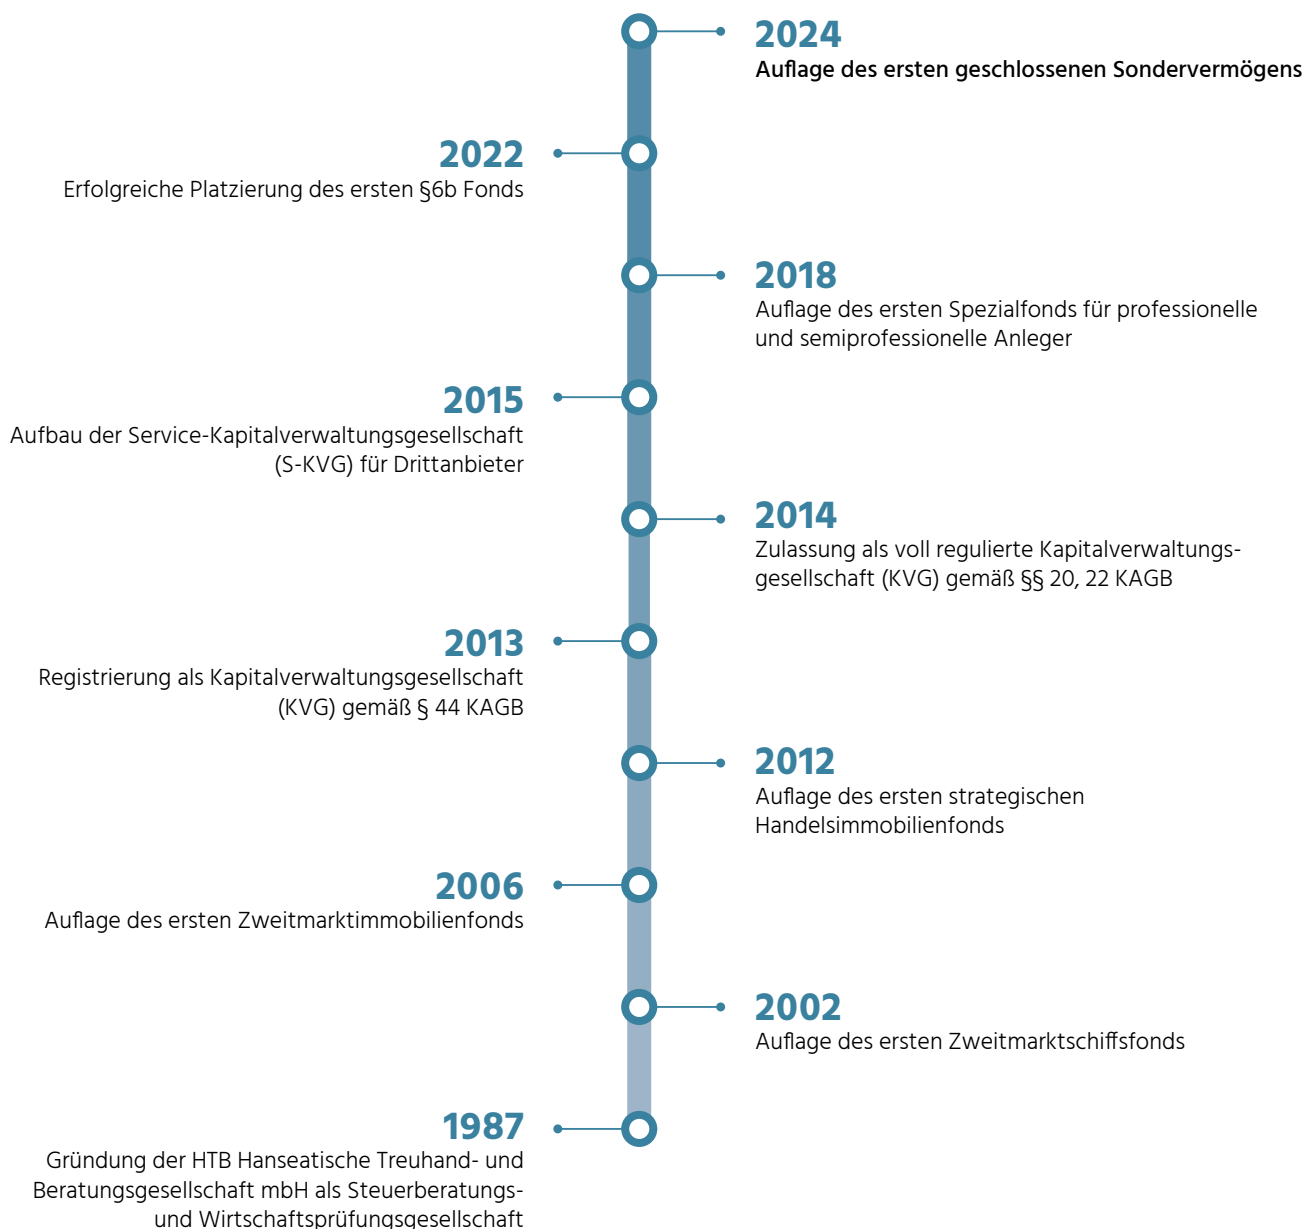 2024
Auflage des ersten geschlossenen Sondervermögens
2022
Erfolgreiche Platzierung des ersten §6b Fonds
2018
Auflage des ersten Spezialfonds für professionelle
und semiprofessionelle Anleger
2015
Aufbau der Service-Kapitalverwaltungsgesellschaft
(S-KVG) für Drittanbieter
2014
Zulassung als voll regulierte Kapitalverwaltungs-
gesellschaft (KVG) gemäß §§ 20, 22 KAGB
2013
Registrierung als Kapitalverwaltungsgesellschaft
(KVG) gemäß § 44 KAGB
2012
Auflage des ersten strategischen
Handelsimmobilienfonds
2006
Auflage des ersten Zweitmarktimmobilienfonds
2002
Auflage des ersten Zweitmarktschiffsfonds
1987
Gründung der HTB Hanseatische Treuhand- und
Beratungsgesellschaft mbH als Steuerberatungs-
und Wirtschaftsprüfungsgesellschaft